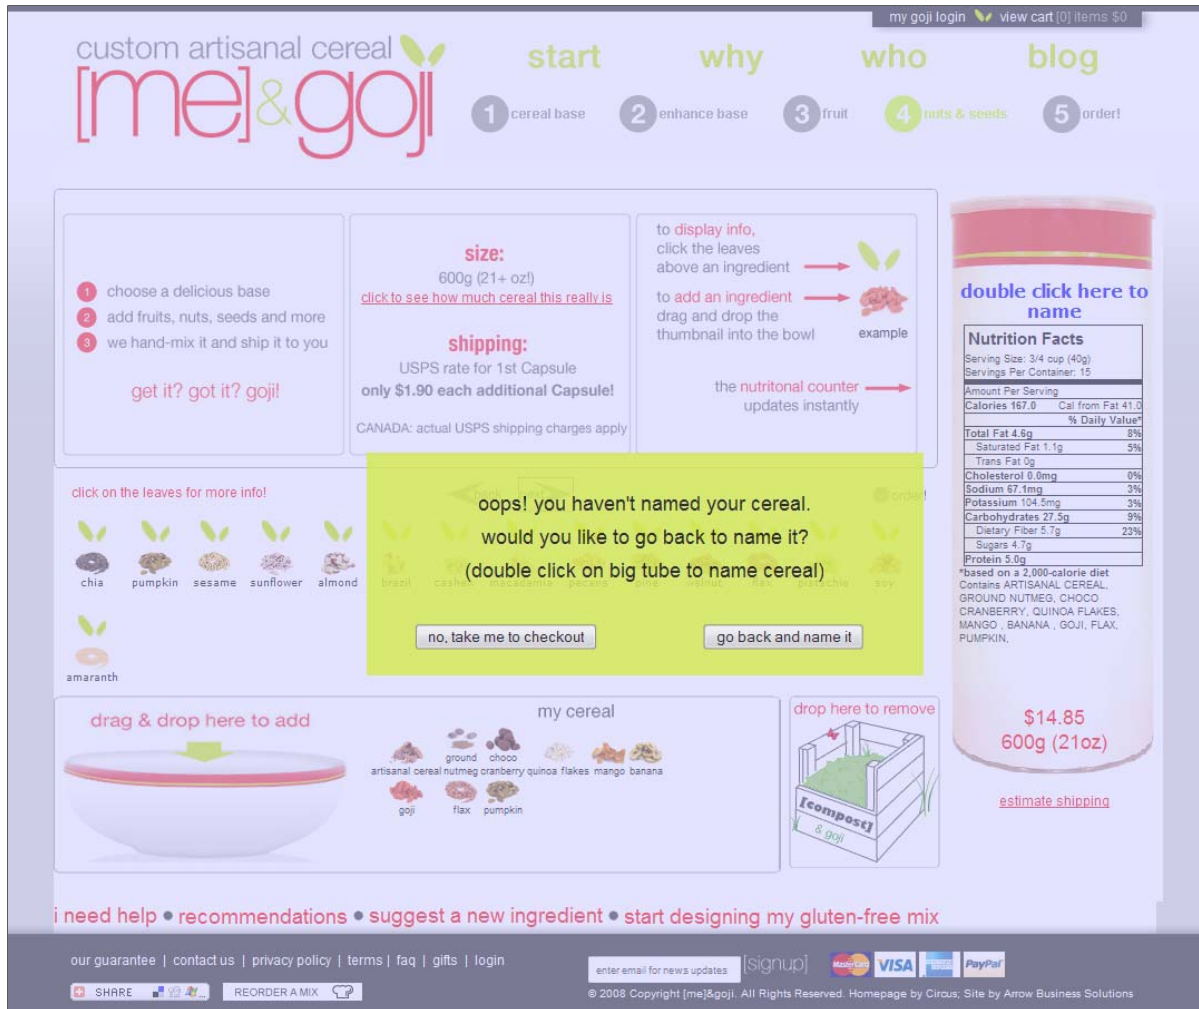 my goji login view cart [0] items $0
custom artisanal cereal
[me]&goji
start why who blog
1 cereal base 2 enhance base 3 fruit 4 nuts & seeds 5 order!
1 choose a delicious base
2 add fruits, nuts, seeds and more
3 we hand-mix it and ship it to you
get it? got it? goji!
size:
600g (21+ oz!)
click to see how much cereal this really is
shipping:
USPS rate for 1st Capsule
only $1.90 each additional Capsule!
CANADA: actual USPS shipping charges apply
to display info,
click the leaves
above an ingredient
to add an ingredient
drag and drop the
thumbnail into the bowl
example
the nutritonal counter
updates instantly
double click here to
name
Nutrition Facts
Serving Size: 3/4 cup (40g)
Servings Per Container: 15
Amount Per Serving
Calories 167.0 Cal from Fat 41.0
% Daily Value*
Total Fat 4.6g 8%
Saturated Fat 1.1g 5%
Trans Fat 0g
Cholesterol 0.0mg 0%
Sodium 67.1mg 3%
Potassium 104.5mg 3%
Carbohydrates 27.5g 9%
Dietary Fiber 5.7g 23%
Sugars 4.7g
Protein 5.0g
*based on a 2,000-calorie diet
Contains ARTISANAL CEREAL,
GROUND NUTMEG, CHOCO
CRANBERRY, QUINOA FLAKES,
MANGO , BANANA , GOJI, FLAX,
PUMPKIN,
$14.85
600g (21oz)
estimate shipping
click on the leaves for more info!
order!
oops! you haven't named your cereal.
would you like to go back to name it?
(double click on big tube to name cereal)
no, take me to checkout go back and name it
chia pumpkin sesame sunflower almond brazil cashew macadamia pecans pine walnut flax pistachio soy
amaranth
drag & drop here to add
my cereal
artisanal cereal ground nutmeg choco cranberry quinoa flakes mango banana
goji flax pumpkin
drop here to remove
[compost]
& goji
i need help • recommendations • suggest a new ingredient • start designing my gluten-free mix
our guarantee | contact us | privacy policy | terms | faq | gifts | login
SHARE REORDER A MIX
enter email for news updates [signup] MasterCard VISA PayPal
© 2008 Copyright [me]&goji. All Rights Reserved. Homepage by Circus; Site by Arrow Business Solutions